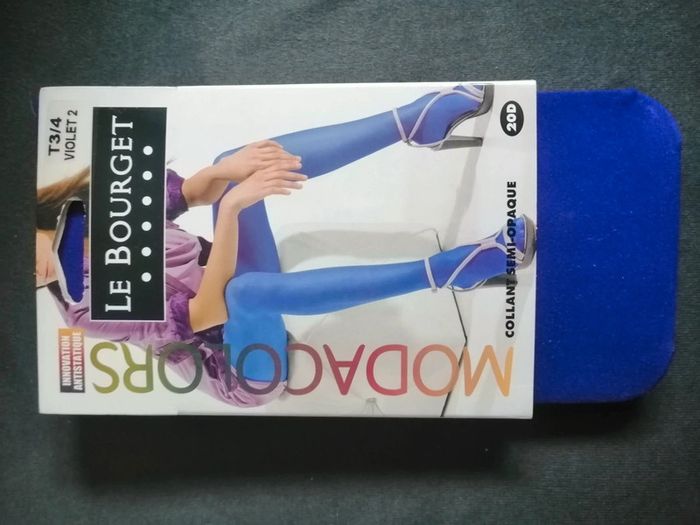 T3/4
VIOLET 2
LE BOURGET
INNOVATION
ANTISTATIQUE
MODACOLORS
COLLANT SEMI-OPAQUE
20D